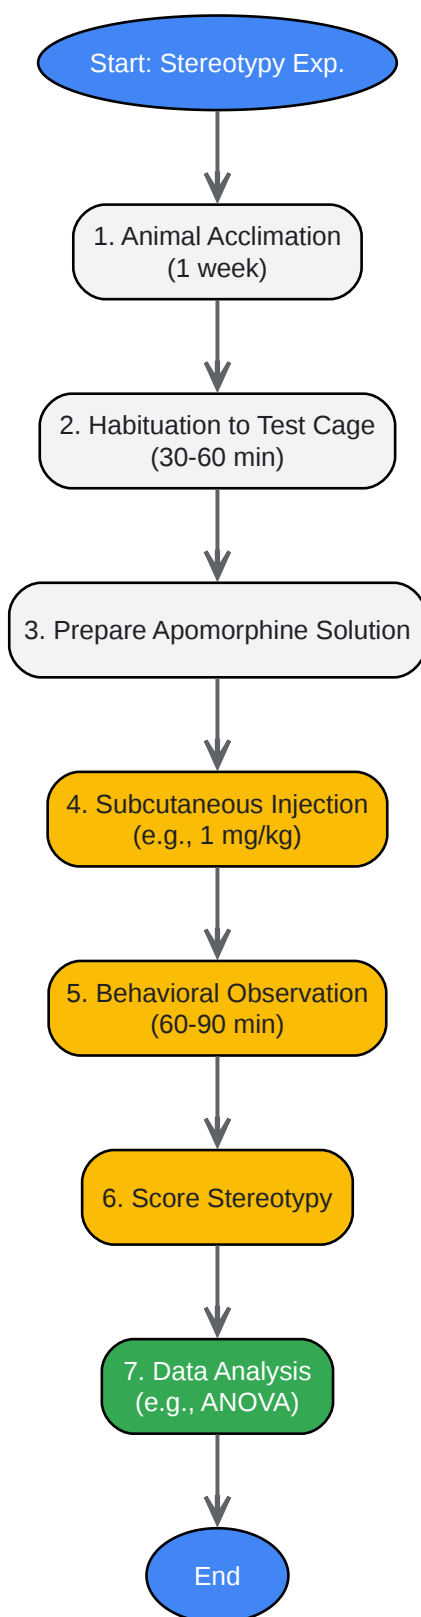 Start: Stereotypy Exp.
1. Animal Acclimation
(1 week)
2. Habituation to Test Cage
(30-60 min)
3. Prepare Apomorphine Solution
4. Subcutaneous Injection
(e.g., 1 mg/kg)
5. Behavioral Observation
(60-90 min)
6. Score Stereotypy
7. Data Analysis
(e.g., ANOVA)
End